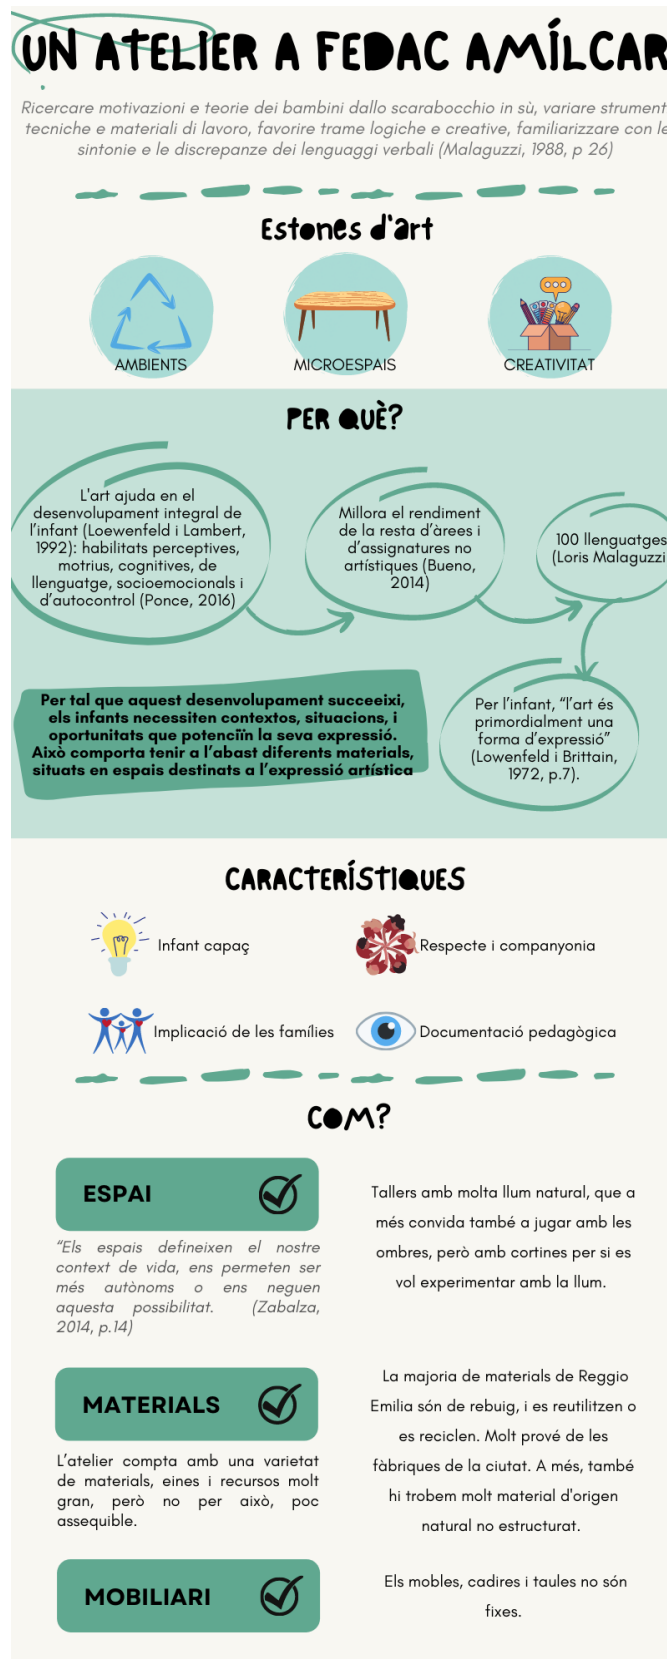 UN ATELIER A FEDAC AMÍLCAR
Ricercare motivazioni e teorie dei bambini dallo scarabocchio in sù, variare strument
tecniche e materiali di lavoro, favorire trame logiche e creative, familiarizzare con le
sintonie e le discrepanze dei lenguaggi verbali (Malaguzzi, 1988, p 26)
Estones d'art
AMBIENTS
MICROESPAIS
CREATIVITAT
PER QUÈ?
L'art ajuda en el
desenvolupament integral de
l'infant (Loewenfeld i Lambert,
1992): habilitats perceptives,
motrius, cognitives, de
llenguatge, socioemocionals i
d'autocontrol (Ponce, 2016)
Millora el rendiment
de la resta d'àrees i
d'assignatures no
artístiques (Bueno,
2014)
100 llenguatges
(Loris Malaguzzi
Per l'infant, “l'art és
primordialment una
forma d'expressió”
(Lowenfeld i Brittain,
1972, p.7).
Per tal que aquest desenvolupament succeeixi,
els infants necessiten contextos, situacions, i
oportunitats que potenciïn la seva expressió.
Això comporta tenir a l'abast diferents materials,
situats en espais destinats a l'expressió artística
CARACTERÍSTIQUES
Infant capaç
Respecte i companyonia
Implicació de les famílies
Documentació pedagògica
COM?
ESPAI
“Els espais defineixen el nostre
context de vida, ens permeten ser
més autònoms o ens neguen
aquesta possibilitat. (Zabalza,
2014, p.14)
Tallers amb molta llum natural, que a
més convida també a jugar amb les
ombres, però amb cortines per si es
vol experimentar amb la llum.
MATERIALS
L'atelier compta amb una varietat
de materials, eines i recursos molt
gran, però no per això, poc
assequible.
La majoria de materials de Reggio
Emilia són de rebuig, i es reutilitzen o
es reciclen. Molt prové de les
fàbriques de la ciutat. A més, també
hi trobem molt material d'origen
natural no estructurat.
MOBILIARI
Els mobles, cadires i taules no són
fixes.